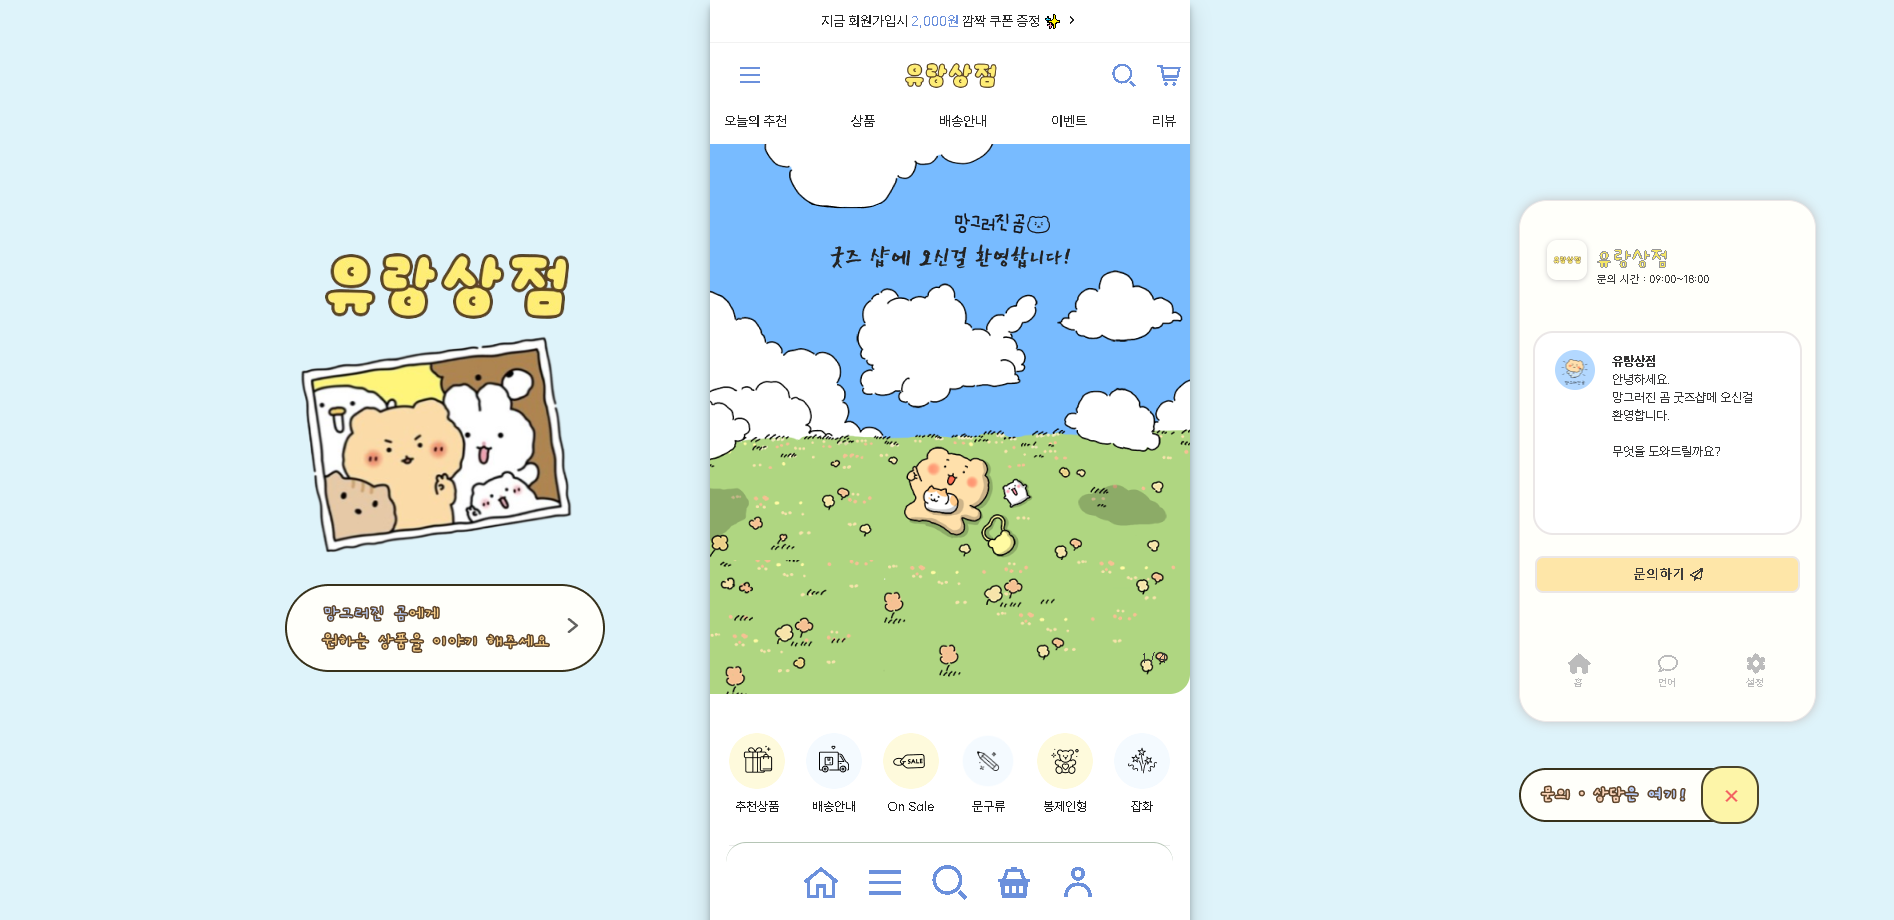 지금 회원가입시 2,000원 깜짝 쿠폰 증정
유랑상점
오늘의 추천
상품
배송안내
이벤트
리뷰
망그러진 곰
굿즈 샵에 오신걸 환영합니다!
추천상품
배송안내
On Sale
SALE
문구류
봉제인형
잡화
유랑상점
망그러진 곰에게
원하는 상품을 이야기 해주세요
유랑상점
유랑상점
문의 시간 : 09:00~18:00
유랑상점
안녕하세요.
망그러진 곰 굿즈샵에 오신걸
환영합니다.
무엇을 도와드릴까요?
문의하기
홈
언어
설정
문의 • 상담은 여기!